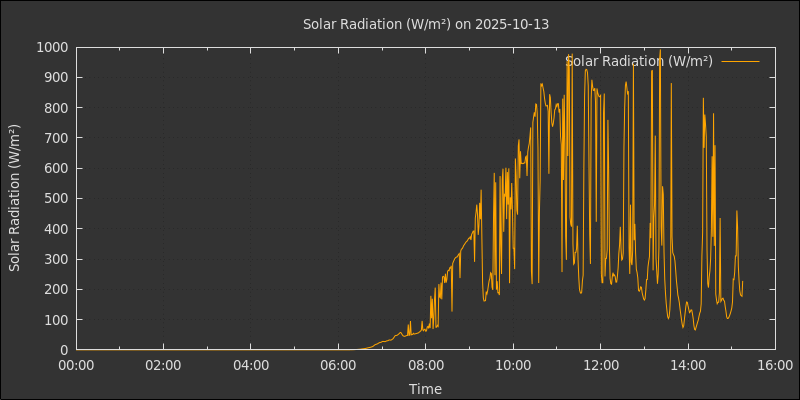 Solar Radiation (W/m²) on 2025-10-13
Solar Radiation (W/m²)
Solar Radiation (W/m²)
1000
900
800
700
600
500
400
300
200
100
0
00:00 02:00 04:00 06:00 08:00 10:00 12:00 14:00 16:00
Time